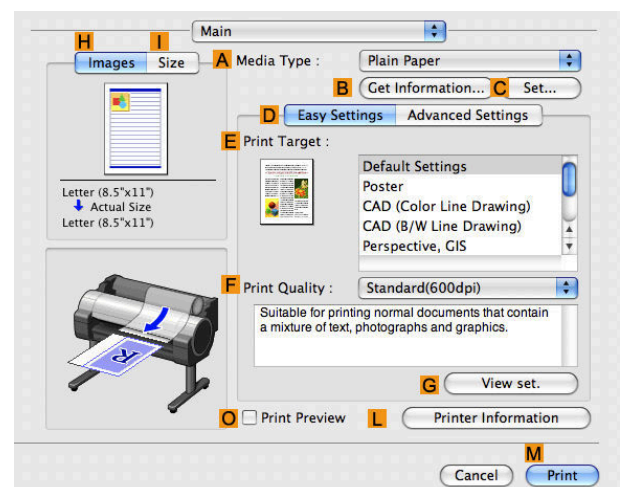 Main
H I
Images Size A Media Type : Plain Paper
B Get Information... C Set...
D Easy Settings Advanced Settings
E Print Target :
Default Settings
Poster
CAD (Color Line Drawing)
CAD (B/W Line Drawing)
Perspective, GIS
Letter (8.5"x11")
Actual Size
Letter (8.5"x11")
F Print Quality : Standard(600dpi)
Suitable for printing normal documents that contain
a mixture of text, photographs and graphics.
G View set.
O Print Preview L Printer Information
M
Cancel Print
R